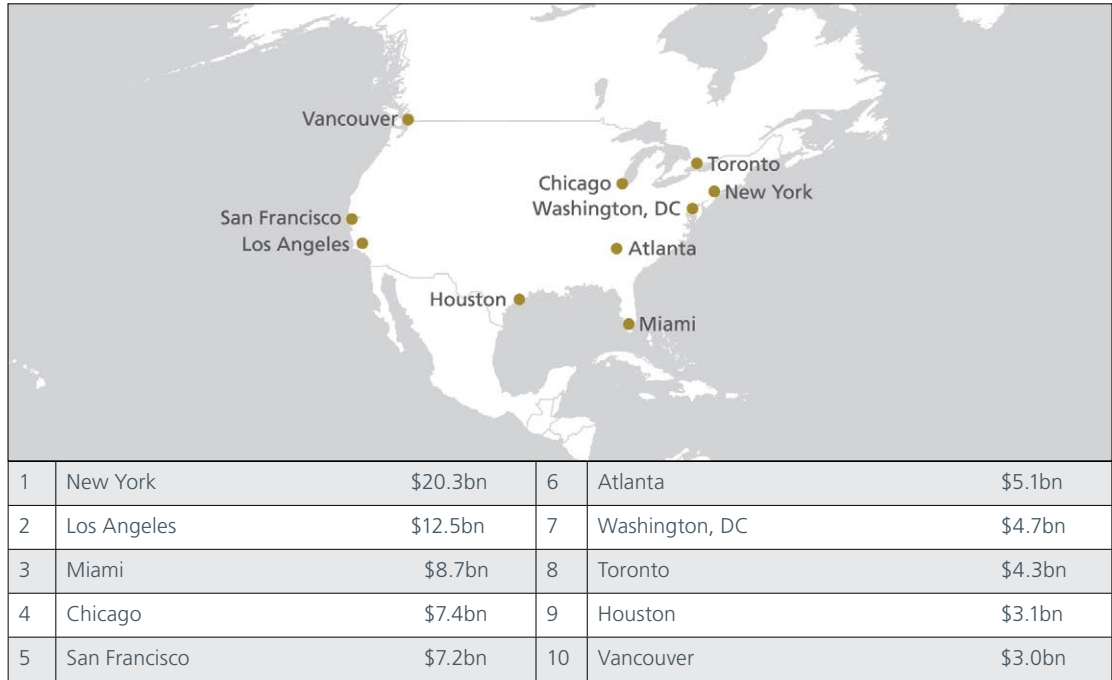 Vancouver
Toronto
Chicago
New York
Washington, DC
San Francisco
Los Angeles
Atlanta
Houston
Miami
1 New York $20.3bn 6 Atlanta $5.1bn
2 Los Angeles $12.5bn 7 Washington, DC $4.7bn
3 Miami $8.7bn 8 Toronto $4.3bn
4 Chicago $7.4bn 9 Houston $3.1bn
5 San Francisco $7.2bn 10 Vancouver $3.0bn